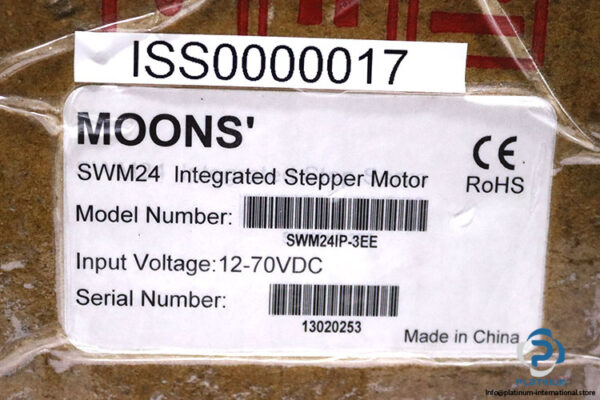 ISS0000017
MOONS'
SWM24 Integrated Stepper Motor
CE
RoHS
Model Number:
SWM24IP-3EE
Input Voltage:12-70VDC
Serial Number:
13020253
Made in China
PLATINUM
Info@platinum-international.store